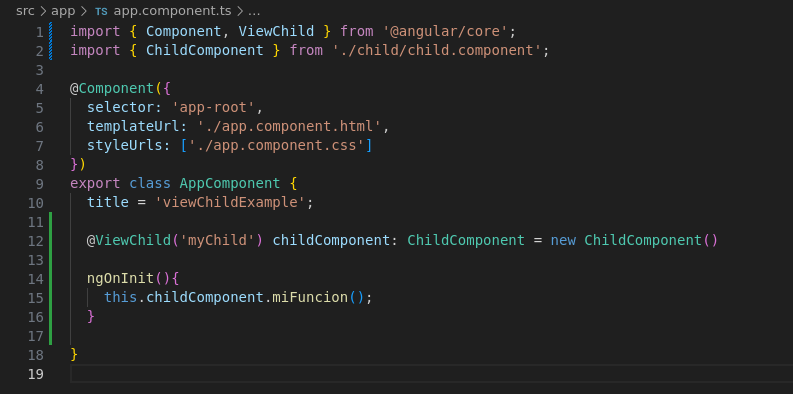 src > app > TS app.component.ts > ...
1 import { Component, ViewChild } from '@angular/core';
2 import { ChildComponent } from './child/child.component';
3
4 @Component({
5   selector: 'app-root',
6   templateUrl: './app.component.html',
7   styleUrls: ['./app.component.css']
8 })
9 export class AppComponent {
10   title = 'viewChildExample';
11
12   @ViewChild('myChild') childComponent: ChildComponent = new ChildComponent()
13
14   ngOnInit(){
15     this.childComponent.miFuncion();
16   }
17
18 }
19